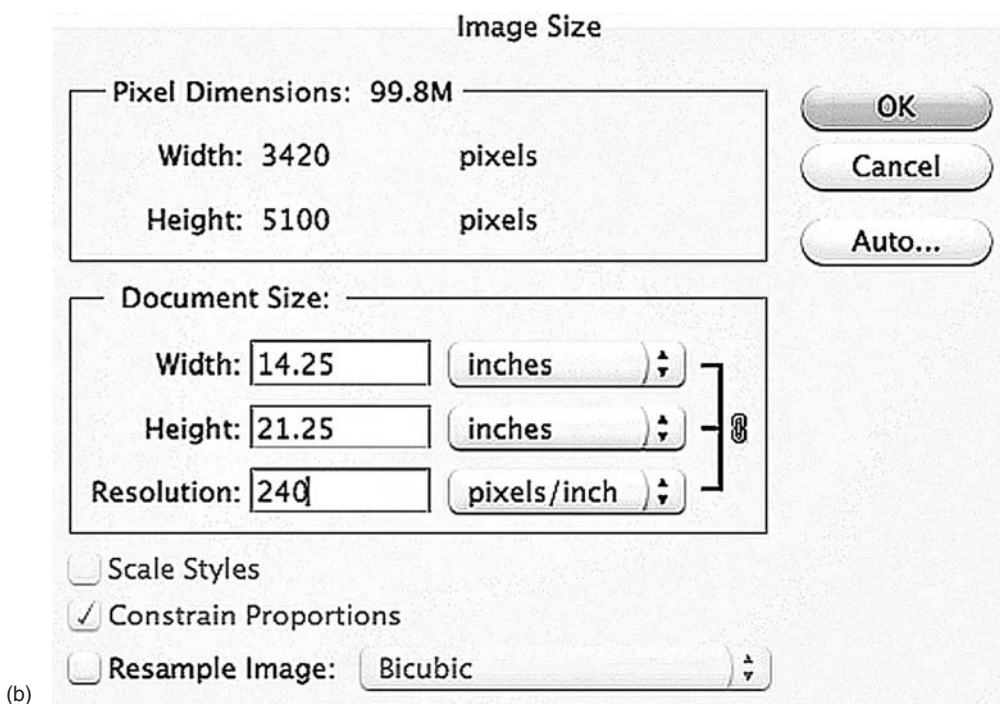 Image Size
Pixel Dimensions: 99.8M
Width: 3420 pixels
Height: 5100 pixels
OK
Cancel
Auto...
Document Size:
Width: 14.25 inches
Height: 21.25 inches
Resolution: 240 pixels/inch
Scale Styles
Constrain Proportions
Resample Image: Bicubic
(b)